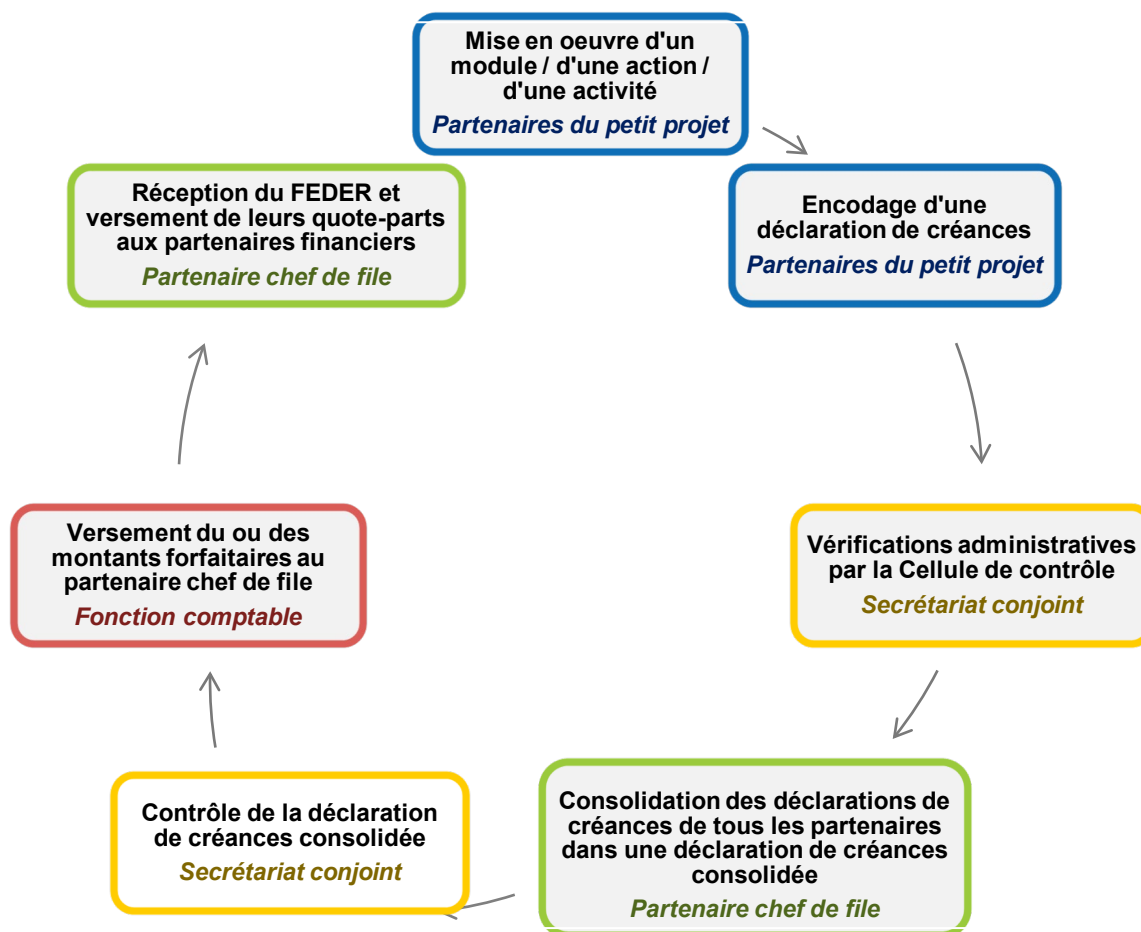 Mise en oeuvre d'un
module / d'une action /
d'une activité
Partenaires du petit projet
Encodage d'une
déclaration de créances
Partenaires du petit projet
Vérifications administratives
par la Cellule de contrôle
Secrétariat conjoint
Consolidation des déclarations de
créances de tous les partenaires
dans une déclaration de créances
consolidée
Partenaire chef de file
Contrôle de la déclaration
de créances consolidée
Secrétariat conjoint
Versement du ou des
montants forfaitaires au
partenaire chef de file
Fonction comptable
Réception du FEDER et
versement de leurs quote-parts
aux partenaires financiers
Partenaire chef de file